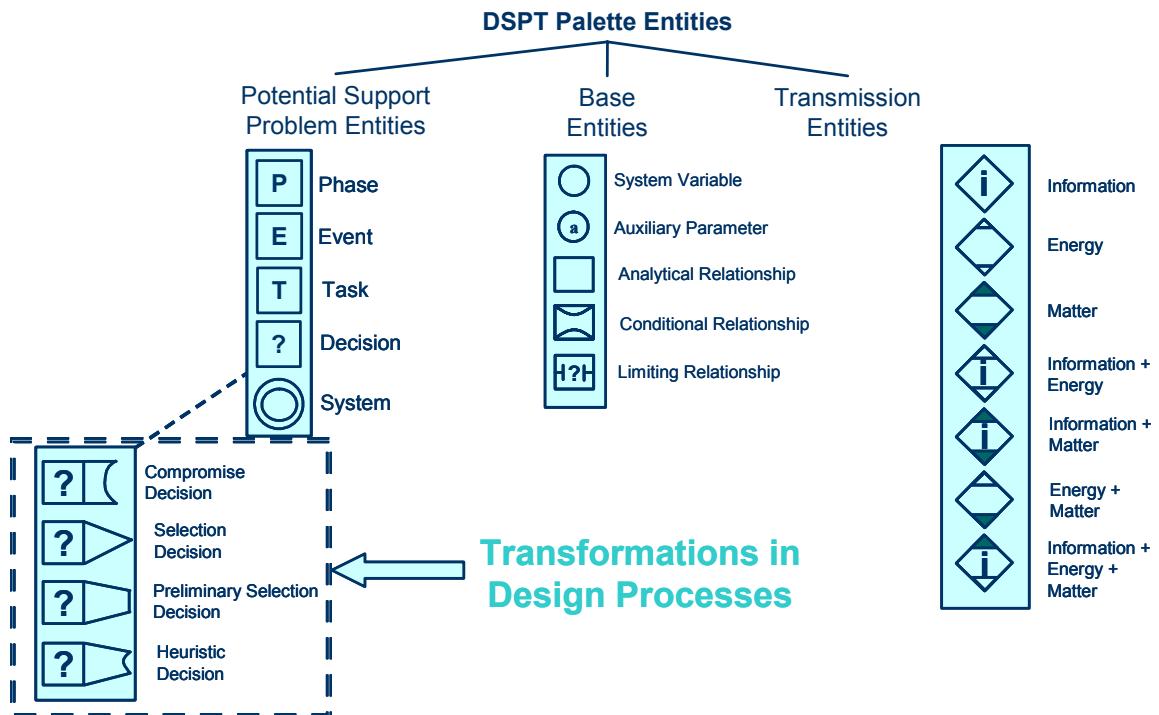 DSPT Palette Entities
Potential Support
Problem Entities
Base
Entities
Transmission
Entities
P
Phase
E
Event
T
Task
?
Decision
System
System Variable
a
Auxiliary Parameter
Analytical Relationship
Conditional Relationship
?
Limiting Relationship
i
Information
Energy
Matter
i
Information +
Energy
i
Information +
Matter
Energy +
Matter
i
Information +
Energy +
Matter
?
Compromise
Decision
?
Selection
Decision
?
Preliminary Selection
Decision
?
Heuristic
Decision
Transformations in
Design Processes